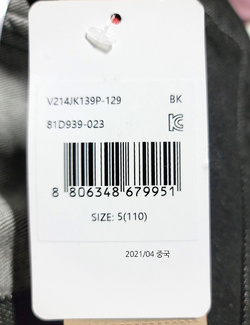 V214JK139P-129 BK
81D939-023
8 806348 679951
SIZE: 5(110)
2021/04 중국